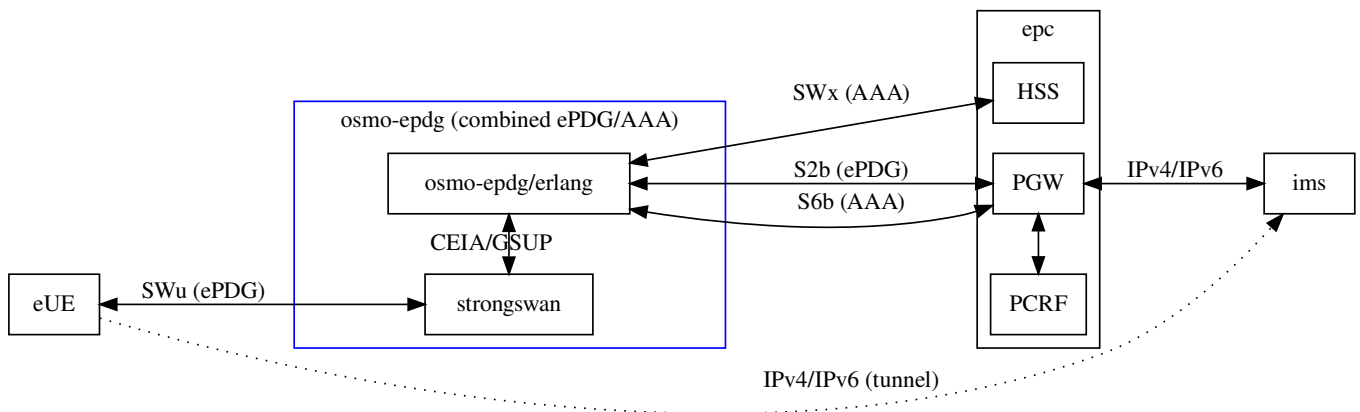 epc
SWx (AAA)
HSS
osmo-epdg (combined ePDG/AAA)
osmo-epdg/erlang
S2b (ePDG)
PGW
IPv4/IPv6
ims
S6b (AAA)
CEIA/GSUP
eUE
SWu (ePDG)
strongswan
PCRF
IPv4/IPv6 (tunnel)